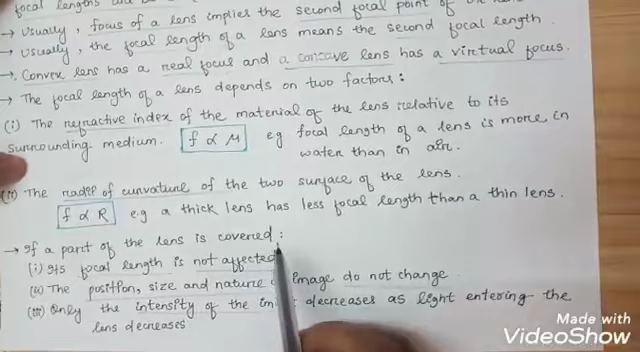 focal lengths and
→ Usually, focus of a lens implies the second focal point of
→ Usually, the focal length of a lens means the second focal length.
→ Convex lens has a real focus and a concave lens has a virtual focus.
→ The focal length of a lens depends on two factors:
(i) The refractive index of the material of the lens relative to its
surrounding medium. f ∝ μ eg focal length of a lens is more in
water than in air.
(ii) The radii of curvature of the two surface of the lens.
f ∝ R e.g a thick lens has less focal length than a thin lens.
→ If a part of the lens is covered:
(i) Its focal length is not affected
(ii) The position, size and nature of image do not change.
(iii) Only the intensity of the decreases as light entering the
lens decreases
Made with
VideoShow